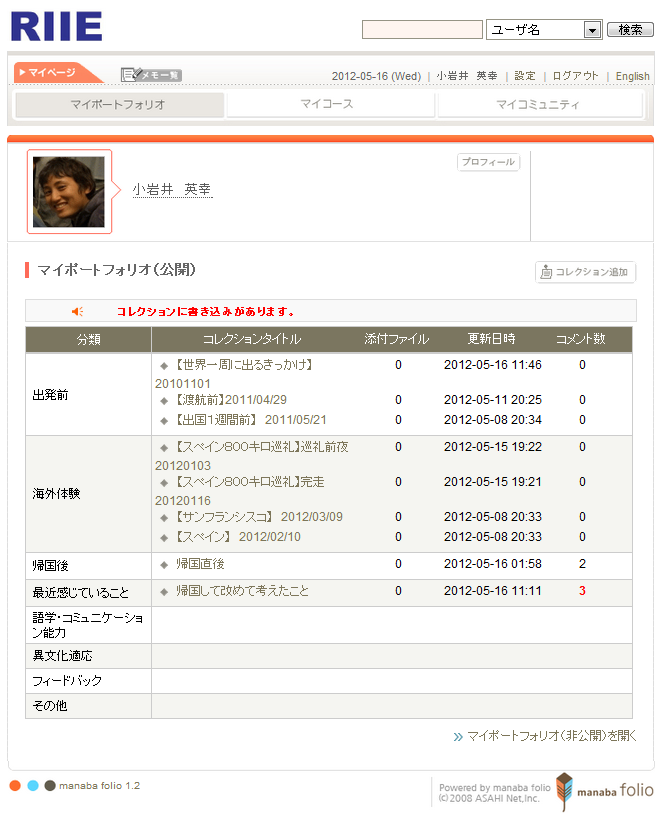 RIIE
ユーザ名 検索
マイページ メモ一覧 2012-05-16 (Wed) | 小岩井 英幸 | 設定 | ログアウト | English
マイポートフォリオ マイコース マイコミュニティ
プロフィール
小岩井 英幸
マイポートフォリオ(公開) コレクション追加
コレクションに書き込みがあります。
分類 コレクションタイトル 添付ファイル 更新日時 コメント数
出発前
◆ 【世界一周に出るきっかけ】 0 2012-05-16 11:46 0
20101101
◆ 【渡航前】2011/04/29 0 2012-05-11 20:25 0
◆ 【出国1週間前】 2011/05/21 0 2012-05-08 20:34 0
海外体験
◆ 【スペイン800キロ巡礼】巡礼前夜 0 2012-05-15 19:22 0
20120103
◆ 【スペイン800キロ巡礼】完走 0 2012-05-15 19:21 0
20120116
◆ 【サンフランシスコ】 2012/03/09 0 2012-05-08 20:33 0
◆ 【スペイン】 2012/02/10 0 2012-05-08 20:33 0
帰国後 ◆ 帰国直後 0 2012-05-16 01:58 2
最近感じていること ◆ 帰国して改めて考えたこと 0 2012-05-16 11:11 3
語学・コミュニケーショ
ン能力
異文化適応
フィードバック
その他
» マイポートフォリオ(非公開)を開く
manaba folio 1.2
Powered by manaba folio
(C)2008 ASAHI Net,Inc.
manaba folio